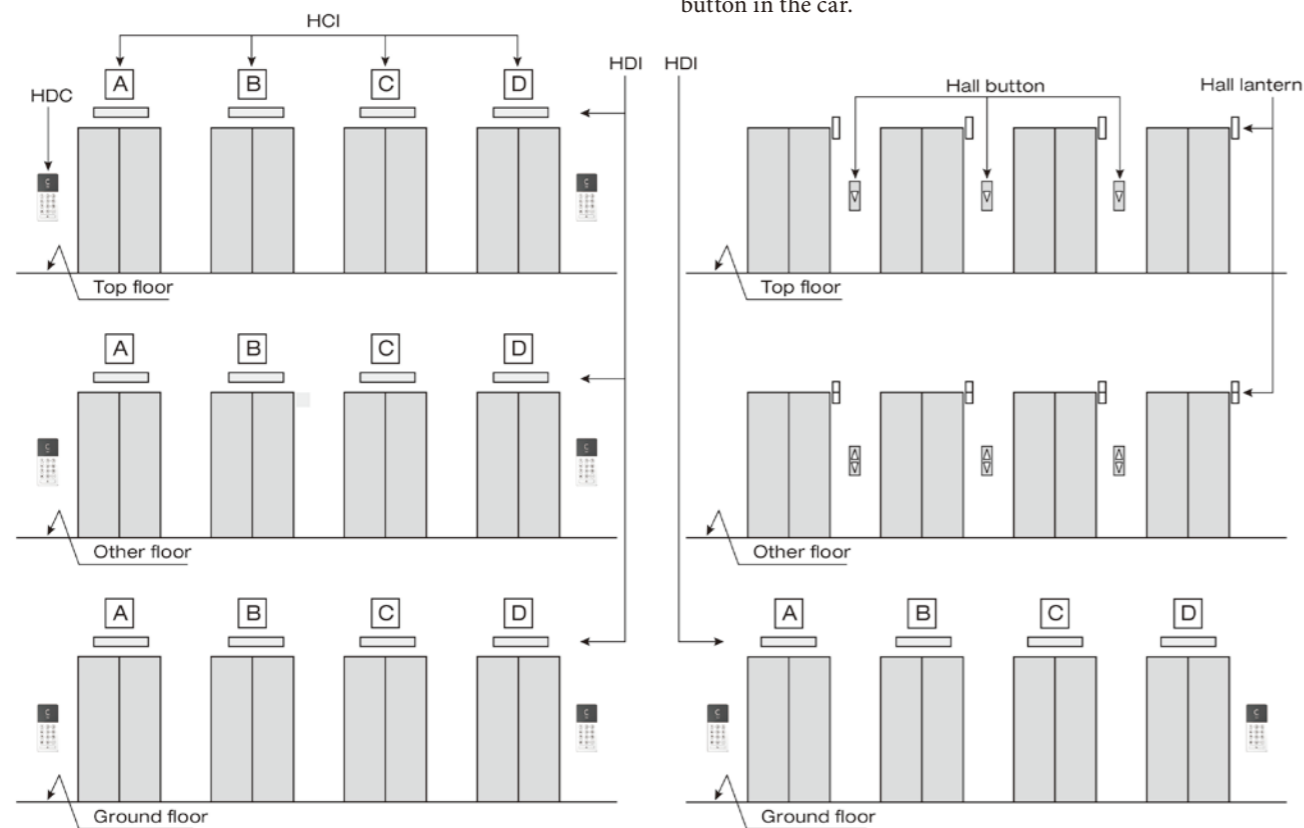 button in the car.
HCI
HDI HDI
A B C D
HDC
Hall button
Hall lantern
Top floor
Top floor
A B C D
Other floor
Other floor
A B C D
A B C D
Ground floor
Ground floor